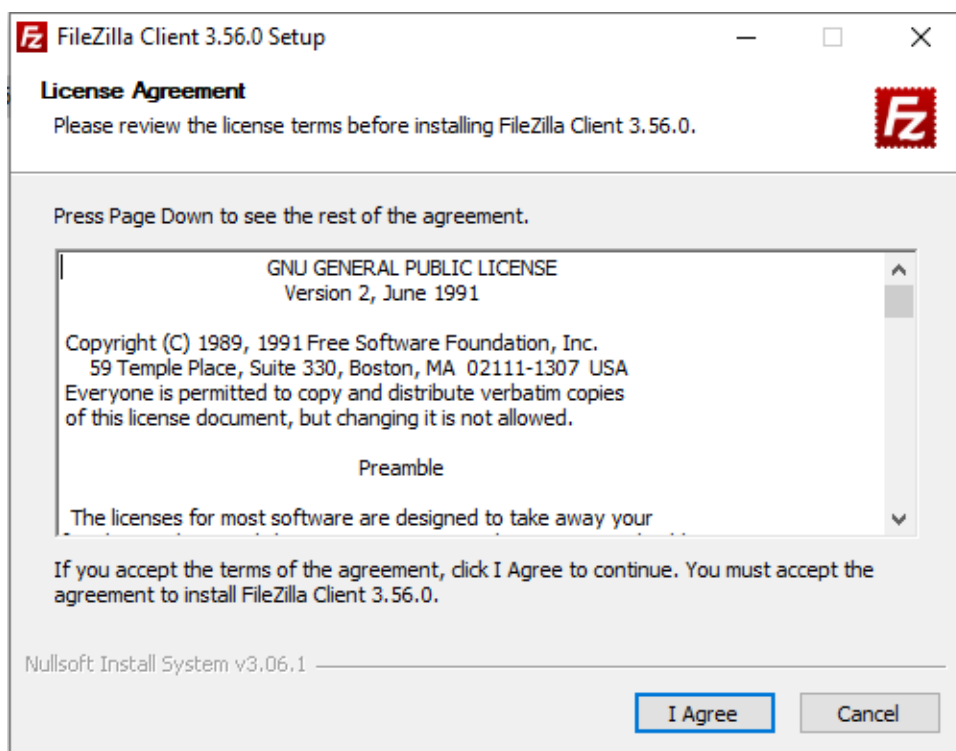 FileZilla Client 3.56.0 Setup
License Agreement
Please review the license terms before installing FileZilla Client 3.56.0.
Fz
Press Page Down to see the rest of the agreement.
GNU GENERAL PUBLIC LICENSE
Version 2, June 1991
Copyright (C) 1989, 1991 Free Software Foundation, Inc.
59 Temple Place, Suite 330, Boston, MA  02111-1307  USA
Everyone is permitted to copy and distribute verbatim copies
of this license document, but changing it is not allowed.
Preamble
The licenses for most software are designed to take away your
If you accept the terms of the agreement, click I Agree to continue. You must accept the
agreement to install FileZilla Client 3.56.0.
Nullsoft Install System v3.06.1
I Agree
Cancel